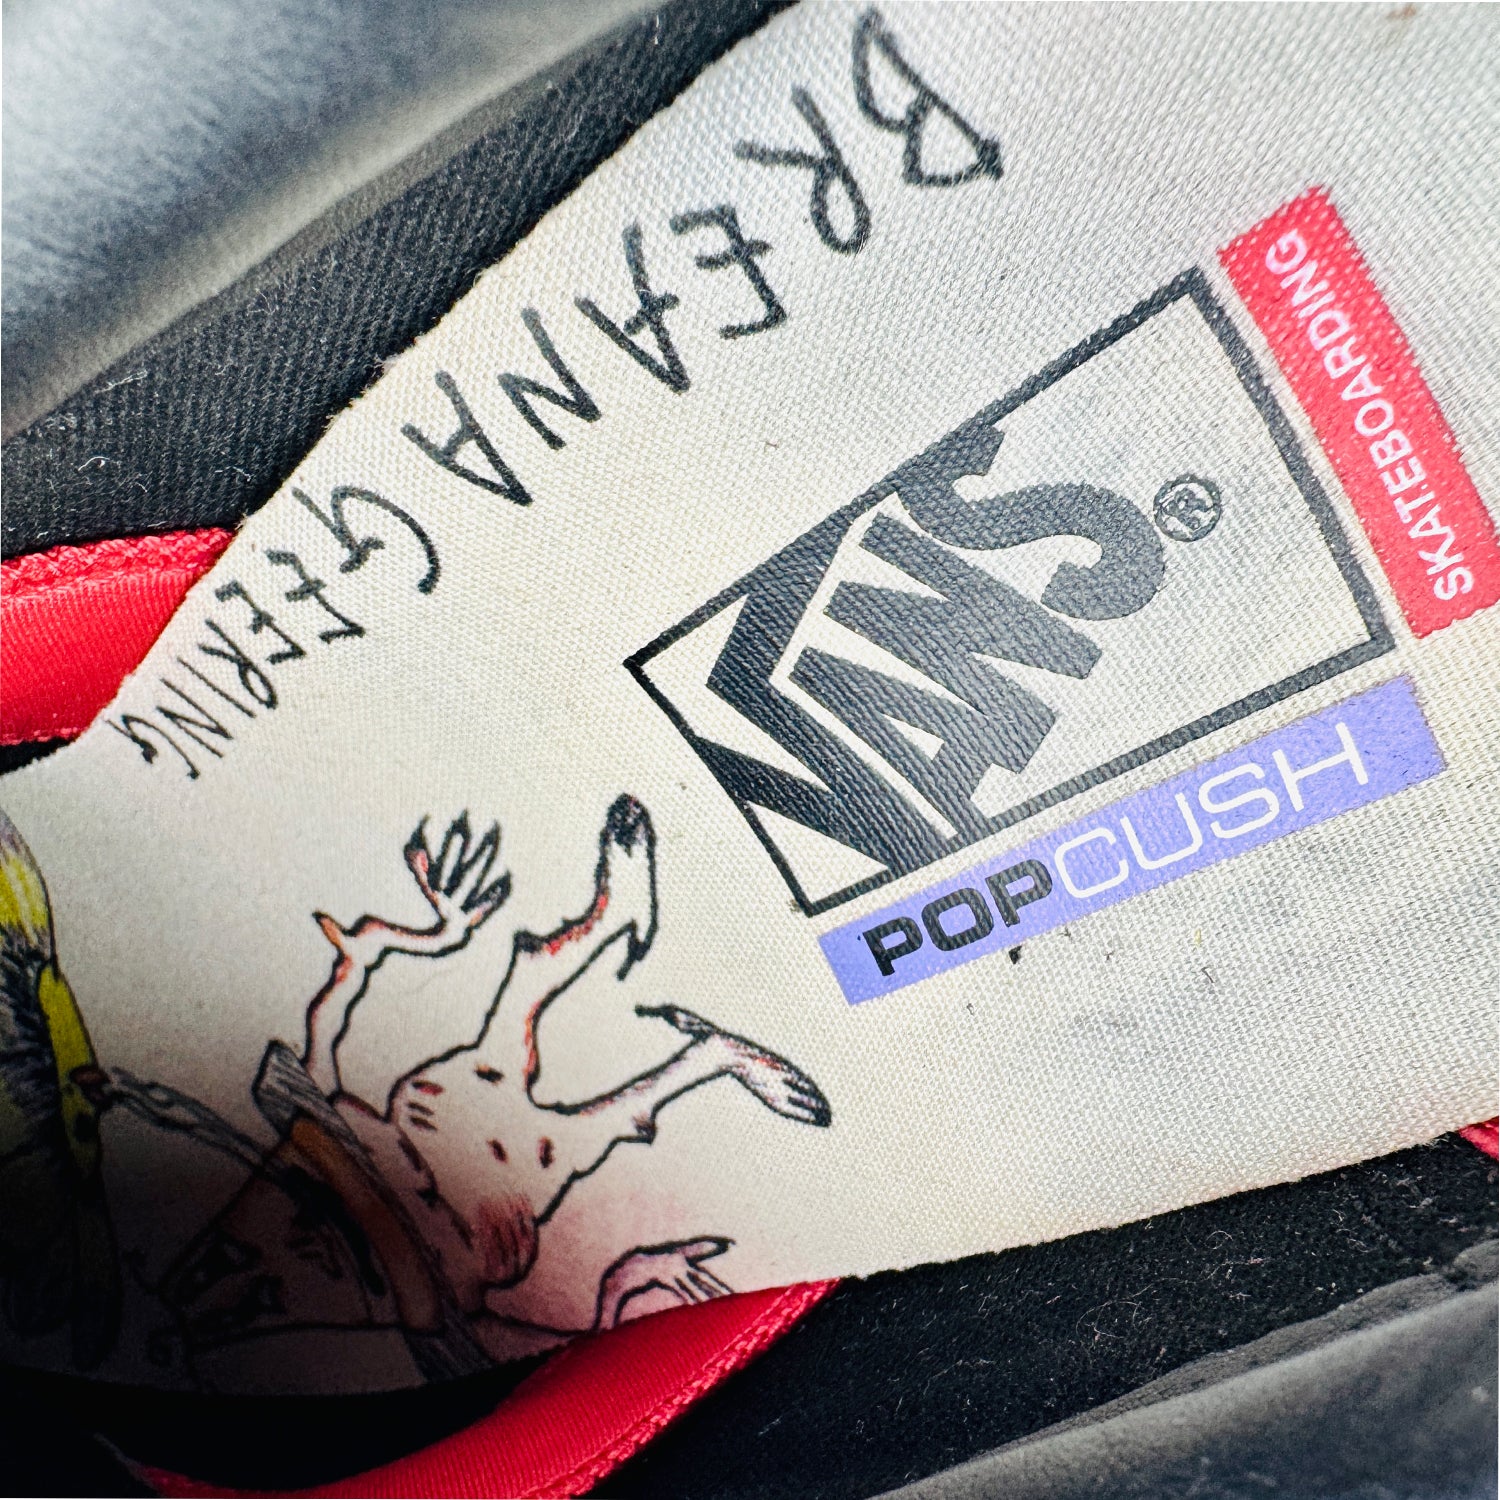 BREANA GEERING
VANS®
SKATEBOARDING
POPCUSH